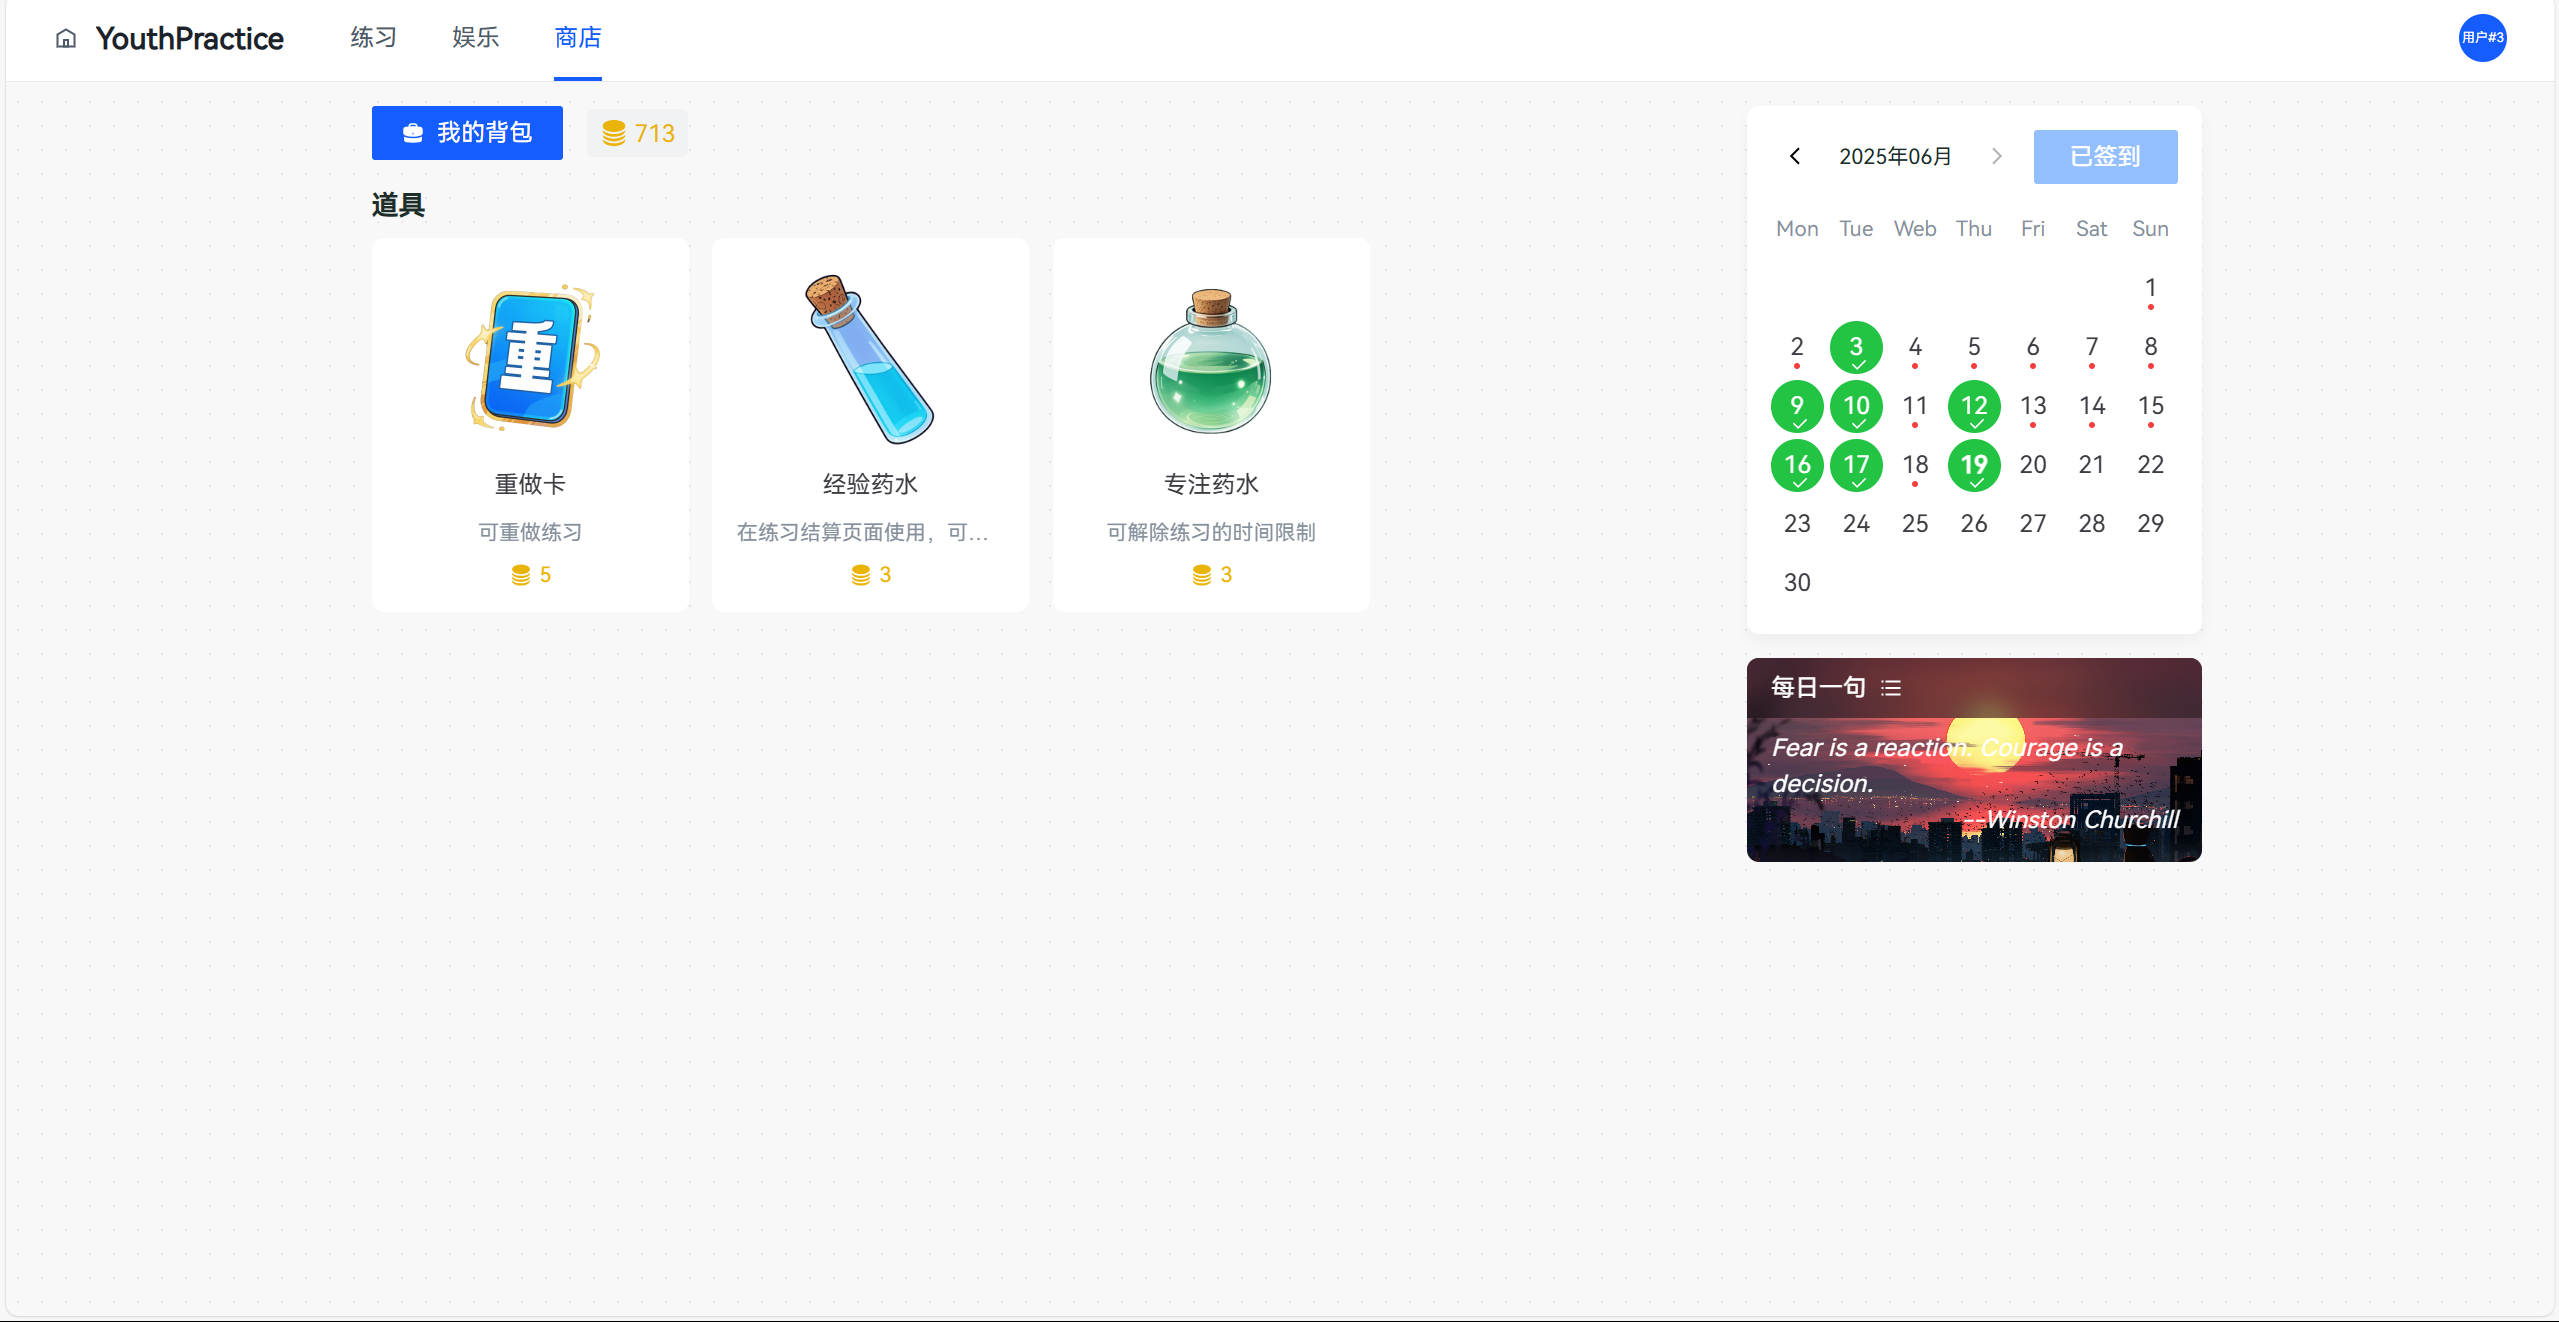 YouthPractice 练习 娱乐 商店 用户#3
我的背包 713
道具
重
重做卡
可重做练习
5
经验药水
在练习结算页面使用，可...
3
专注药水
可解除练习的时间限制
3
2025年06月 已签到
Mon Tue Web Thu Fri Sat Sun
1
2 3 4 5 6 7 8
9 10 11 12 13 14 15
16 17 18 19 20 21 22
23 24 25 26 27 28 29
30
每日一句
Fear is a reaction. Courage is a
decision.
--Winston Churchill